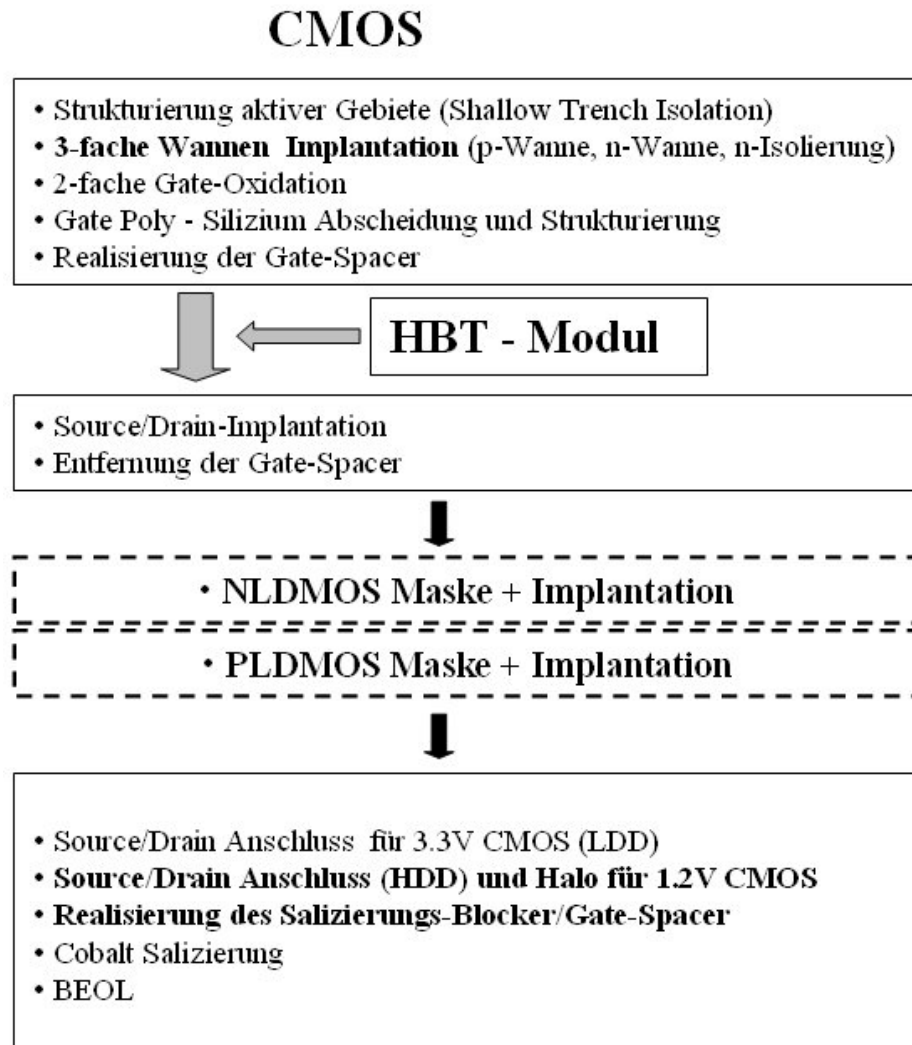 CMOS
• Strukturierung aktiver Gebiete (Shallow Trench Isolation)
• 3-fache Wannen Implantation (p-Wanne, n-Wanne, n-Isolierung)
• 2-fache Gate-Oxidation
• Gate Poly - Silizium Abscheidung und Strukturierung
• Realisierung der Gate-Spacer
HBT - Modul
• Source/Drain-Implantation
• Entfernung der Gate-Spacer
• NLDMOS Maske + Implantation
• PLDMOS Maske + Implantation
• Source/Drain Anschluss für 3.3V CMOS (LDD)
• Source/Drain Anschluss (HDD) und Halo für 1.2V CMOS
• Realisierung des Salizierungs-Blocker/Gate-Spacer
• Cobalt Salizierung
• BEOL